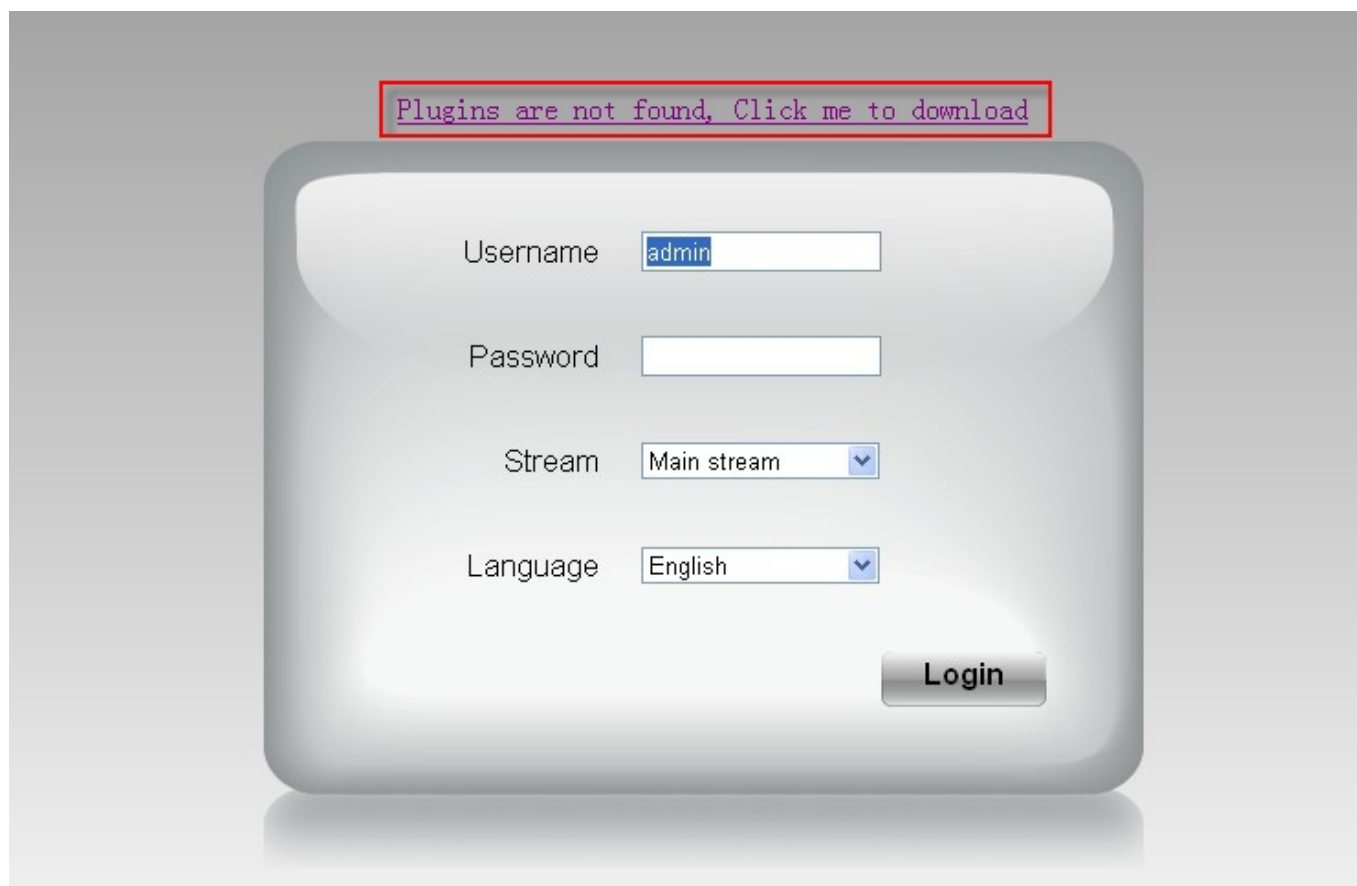 Plugins are not found, Click me to download
Username admin
Password
Stream Main stream
Language English
Login